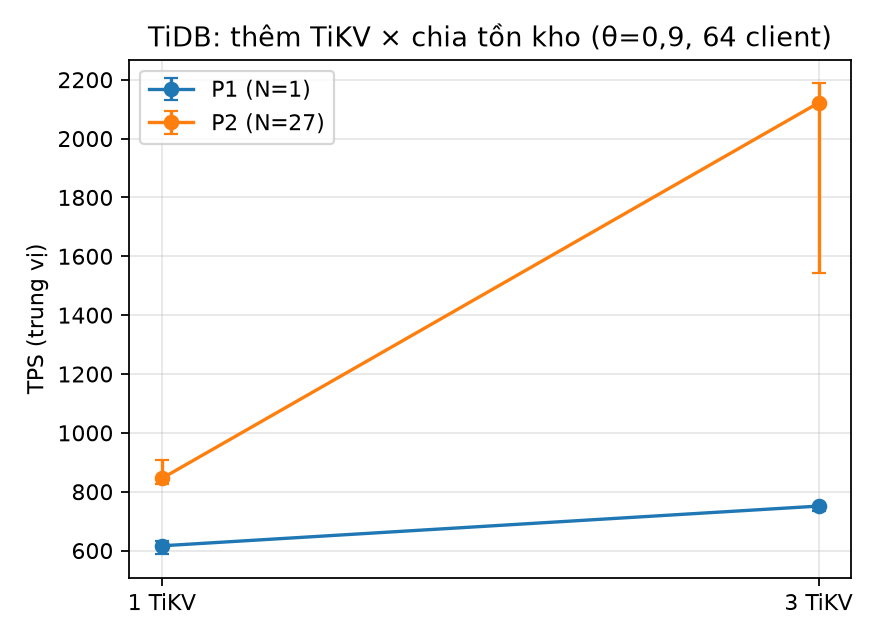 TiDB: thêm TiKV × chia tồn kho (θ=0,9, 64 client)
P1 (N=1)
P2 (N=27)
TPS (trung vị)
2200
2000
1800
1600
1400
1200
1000
800
600
1 TiKV
3 TiKV